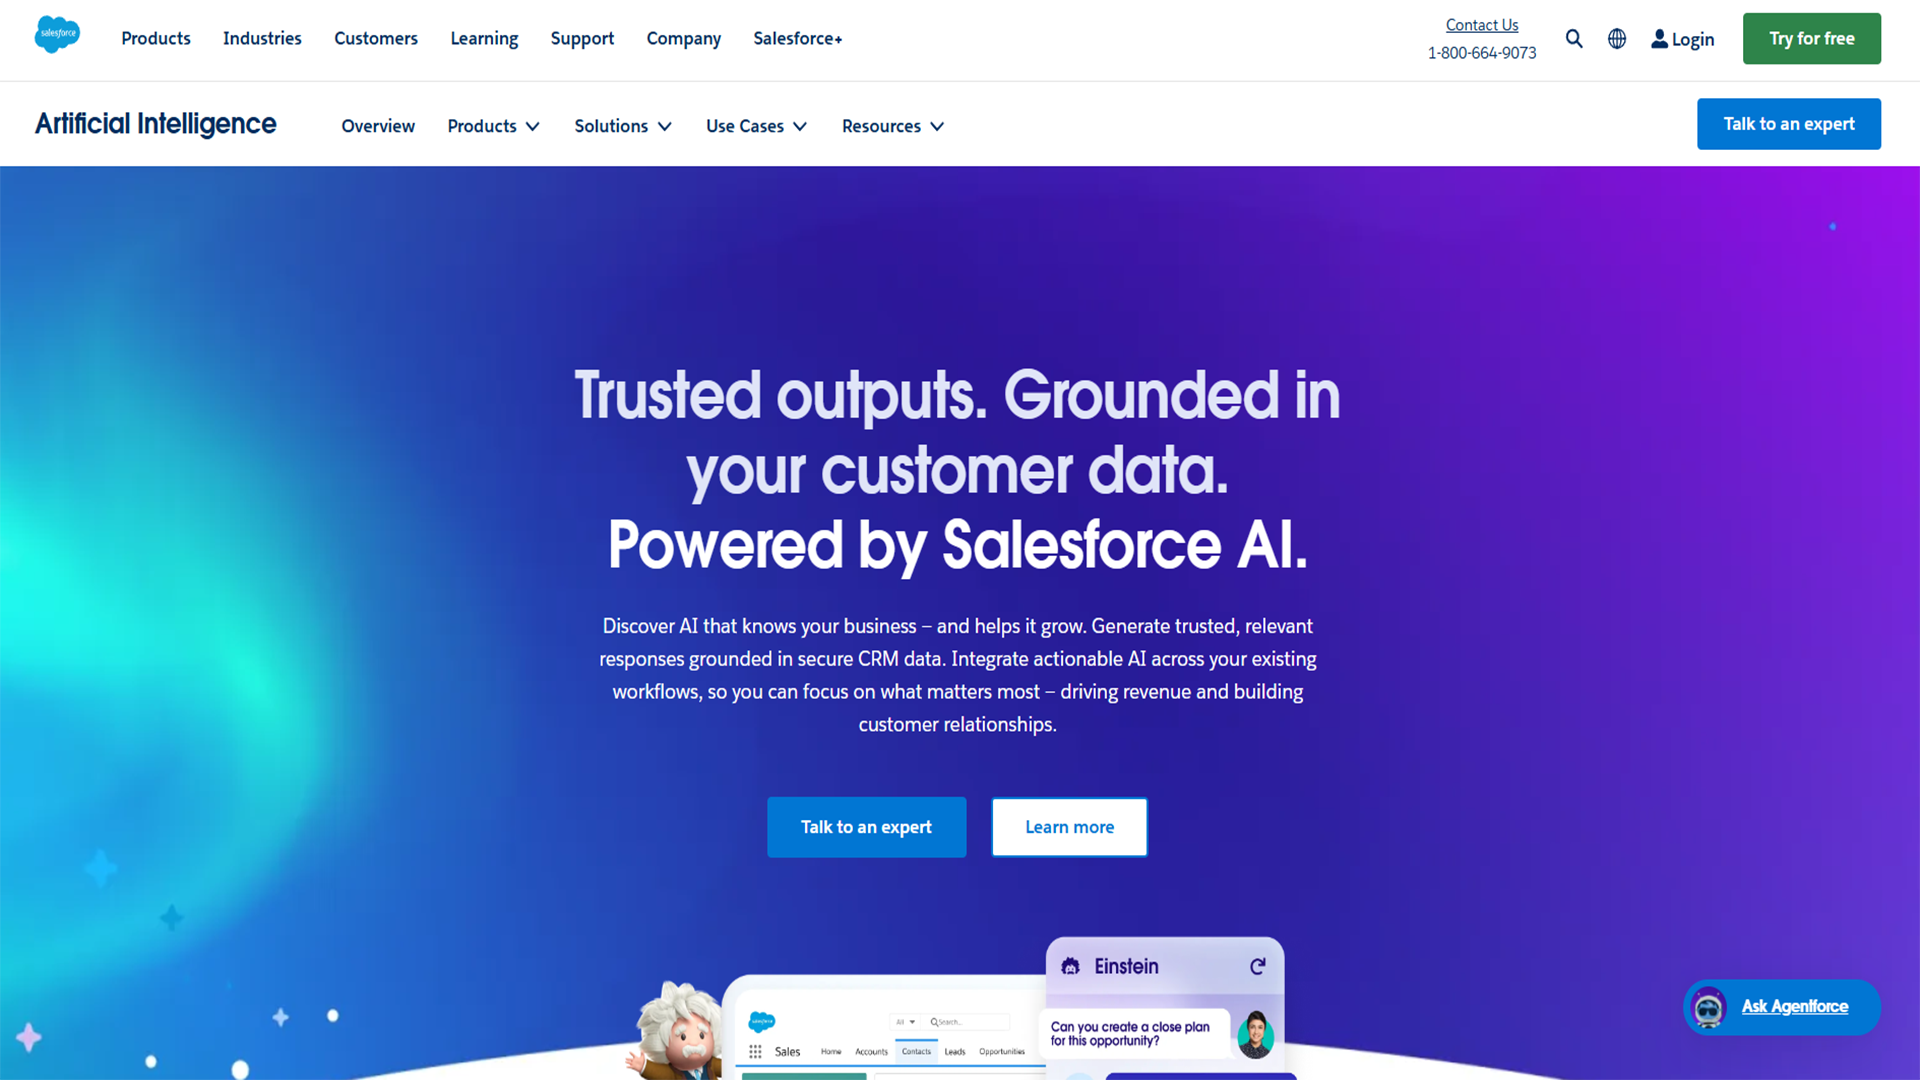 salesforce
Products
Industries
Customers
Learning
Support
Company
Salesforce+
Contact Us
1-800-664-9073
Login
Try for free
Artificial Intelligence
Overview
Products
Solutions
Use Cases
Resources
Talk to an expert
Trusted outputs. Grounded in
your customer data.
Powered by Salesforce AI.
Discover AI that knows your business – and helps it grow. Generate trusted, relevant
responses grounded in secure CRM data. Integrate actionable AI across your existing
workflows, so you can focus on what matters most – driving revenue and building
customer relationships.
Talk to an expert
Learn more
Einstein
salesforce
All
Search...
Can you create a close plan
for this opportunity?
Sales
Home
Accounts
Contacts
Leads
Opportunities
Ask Agentforce